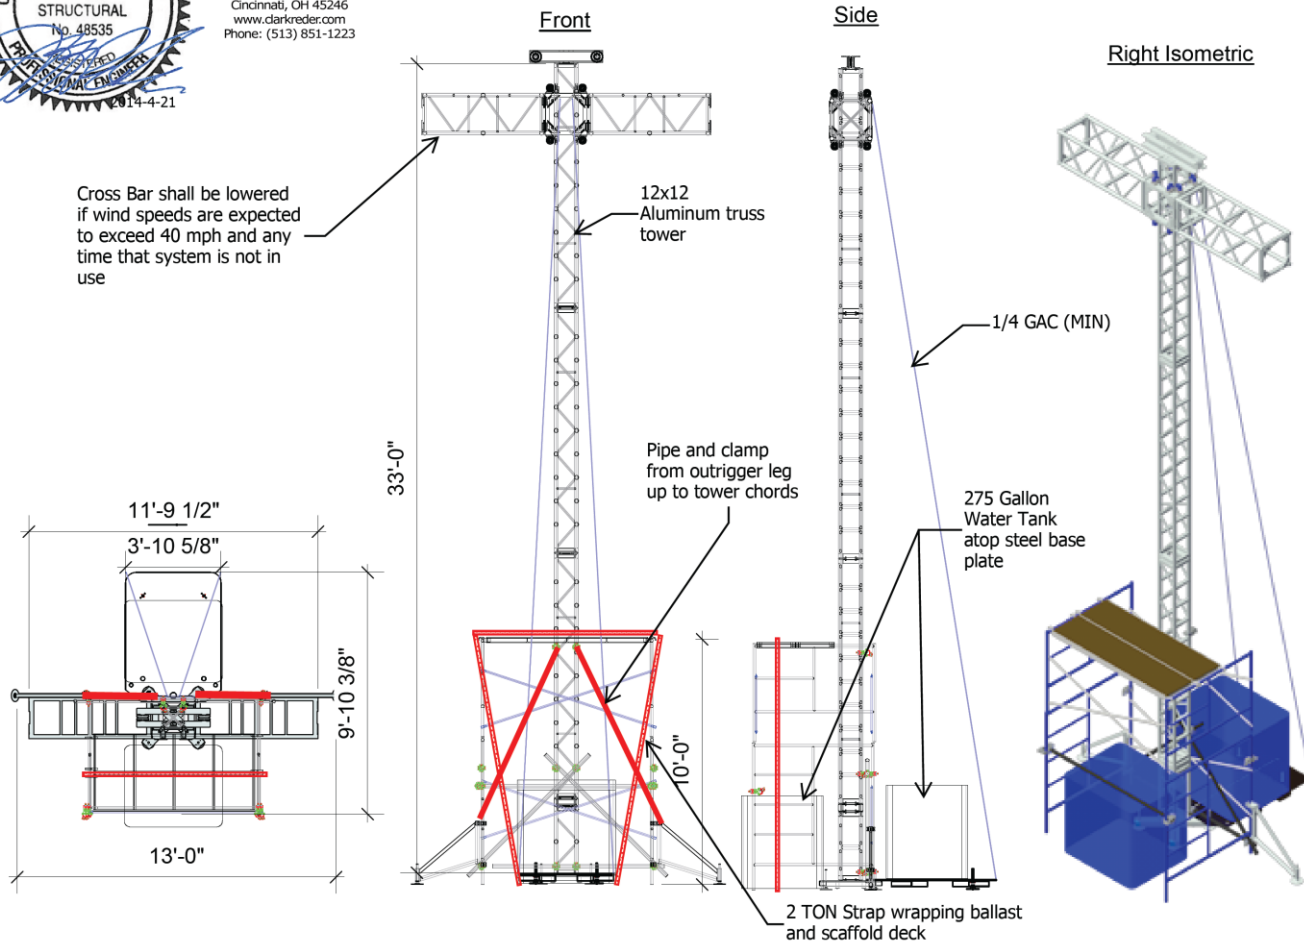 STRUCTURAL
No. 48535
REGISTERED
PROFESSIONAL ENGINEER
2014-4-21
Cincinnati, OH 45246
www.clarkreder.com
Phone: (513) 851-1223
Front
Side
Right Isometric
Cross Bar shall be lowered
if wind speeds are expected
to exceed 40 mph and any
time that system is not in
use
12x12
Aluminum truss
tower
1/4 GAC (MIN)
33'-0"
Pipe and clamp
from outrigger leg
up to tower chords
275 Gallon
Water Tank
atop steel base
plate
11'-9 1/2"
3'-10 5/8"
9'-10 3/8"
13'-0"
10'-0"
2 TON Strap wrapping ballast
and scaffold deck